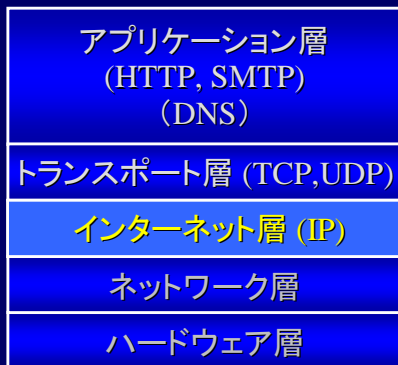 アプリケーション層
(HTTP, SMTP)
（DNS）
トランスポート層 (TCP,UDP)
インターネット層 (IP)
ネットワーク層
ハードウェア層